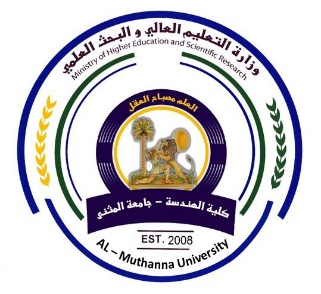 وزارة التعليم العالي و البحث العلمي
Ministry of Higher Education and Scientific Research
العلم مصباح العقل
كلية الهندسة - جامعة المثنى
EST. 2008
AL – Muthanna University